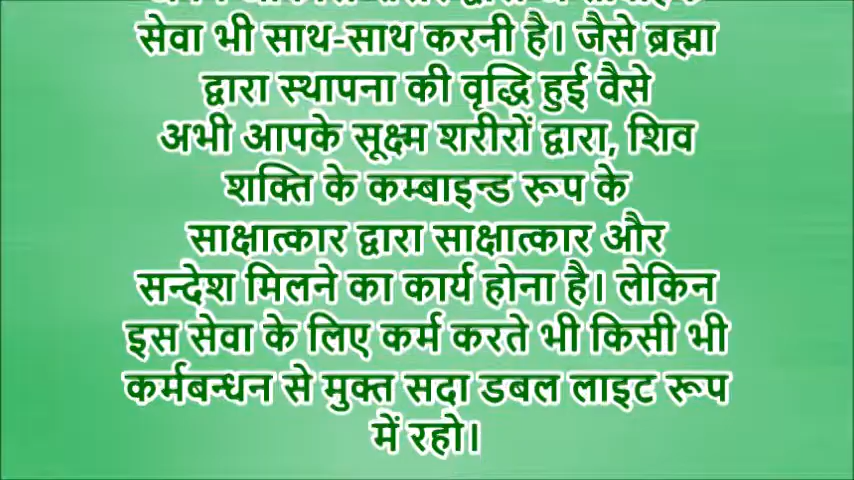 सेवा भी साथ-साथ करनी है। जैसे ब्रह्मा
द्वारा स्थापना की वृद्धि हुई वैसे
अभी आपके सूक्ष्म शरीरों द्वारा, शिव
शक्ति के कम्बाइन्ड रूप के
साक्षात्कार द्वारा साक्षात्कार और
सन्देश मिलने का कार्य होना है। लेकिन
इस सेवा के लिए कर्म करते भी किसी भी
कर्मबन्धन से मुक्त सदा डबल लाइट रूप
में रहो।